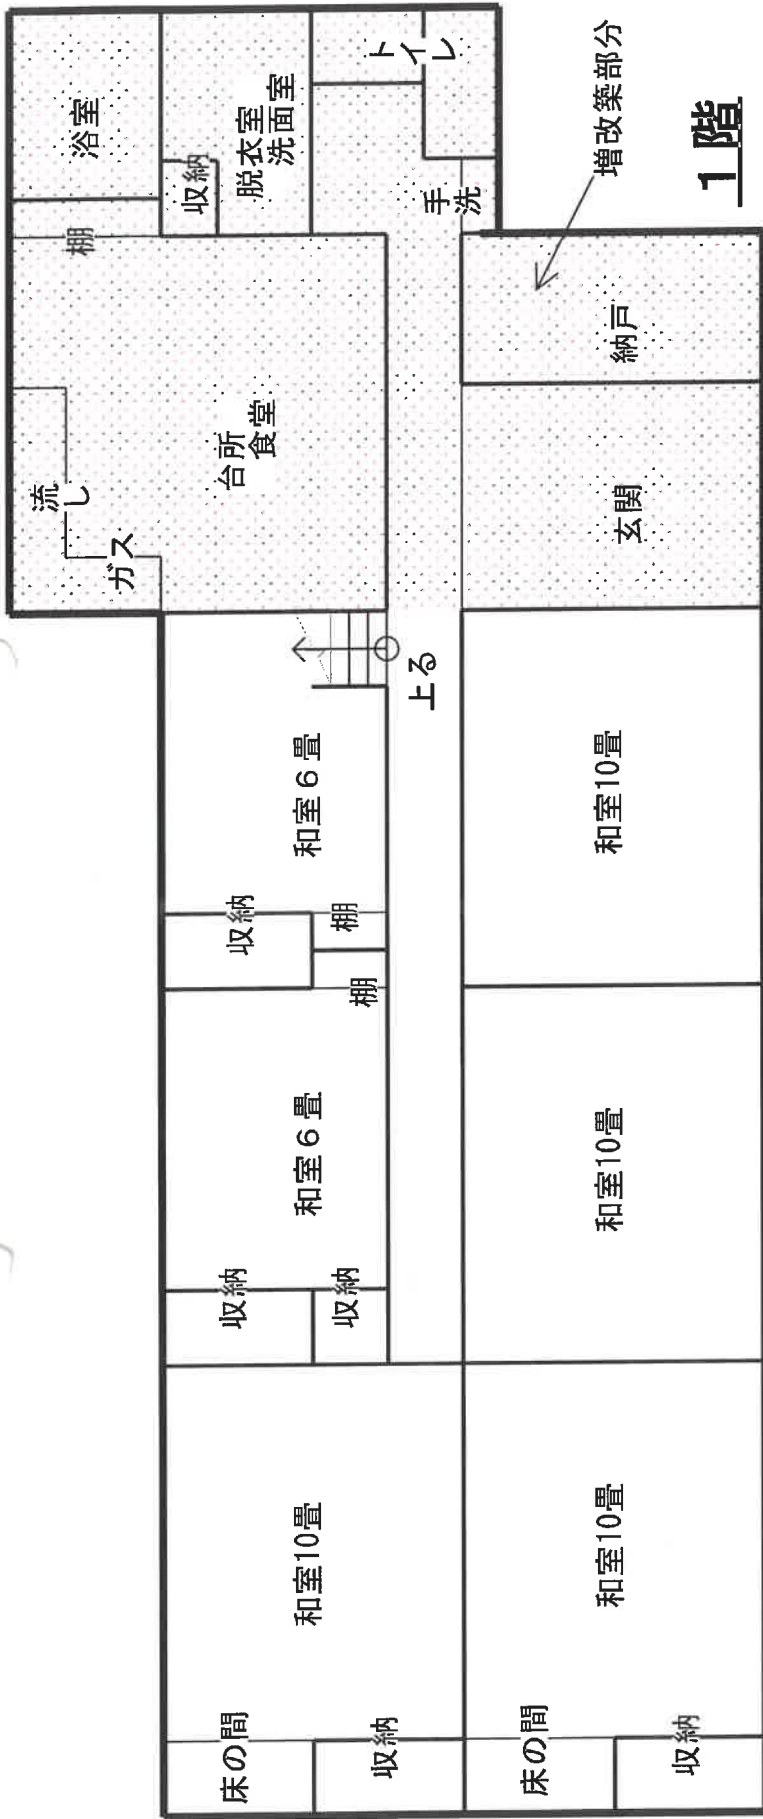 浴室
棚
収納
脱衣室
洗面室
トイレ
手洗
増改築部分
1階
流し
ガス
台所
食堂
納戸
玄関
上る
和室6畳
和室10畳
収納
棚
棚
和室6畳
和室10畳
収納
収納
和室10畳
和室10畳
床の間
収納
床の間
収納